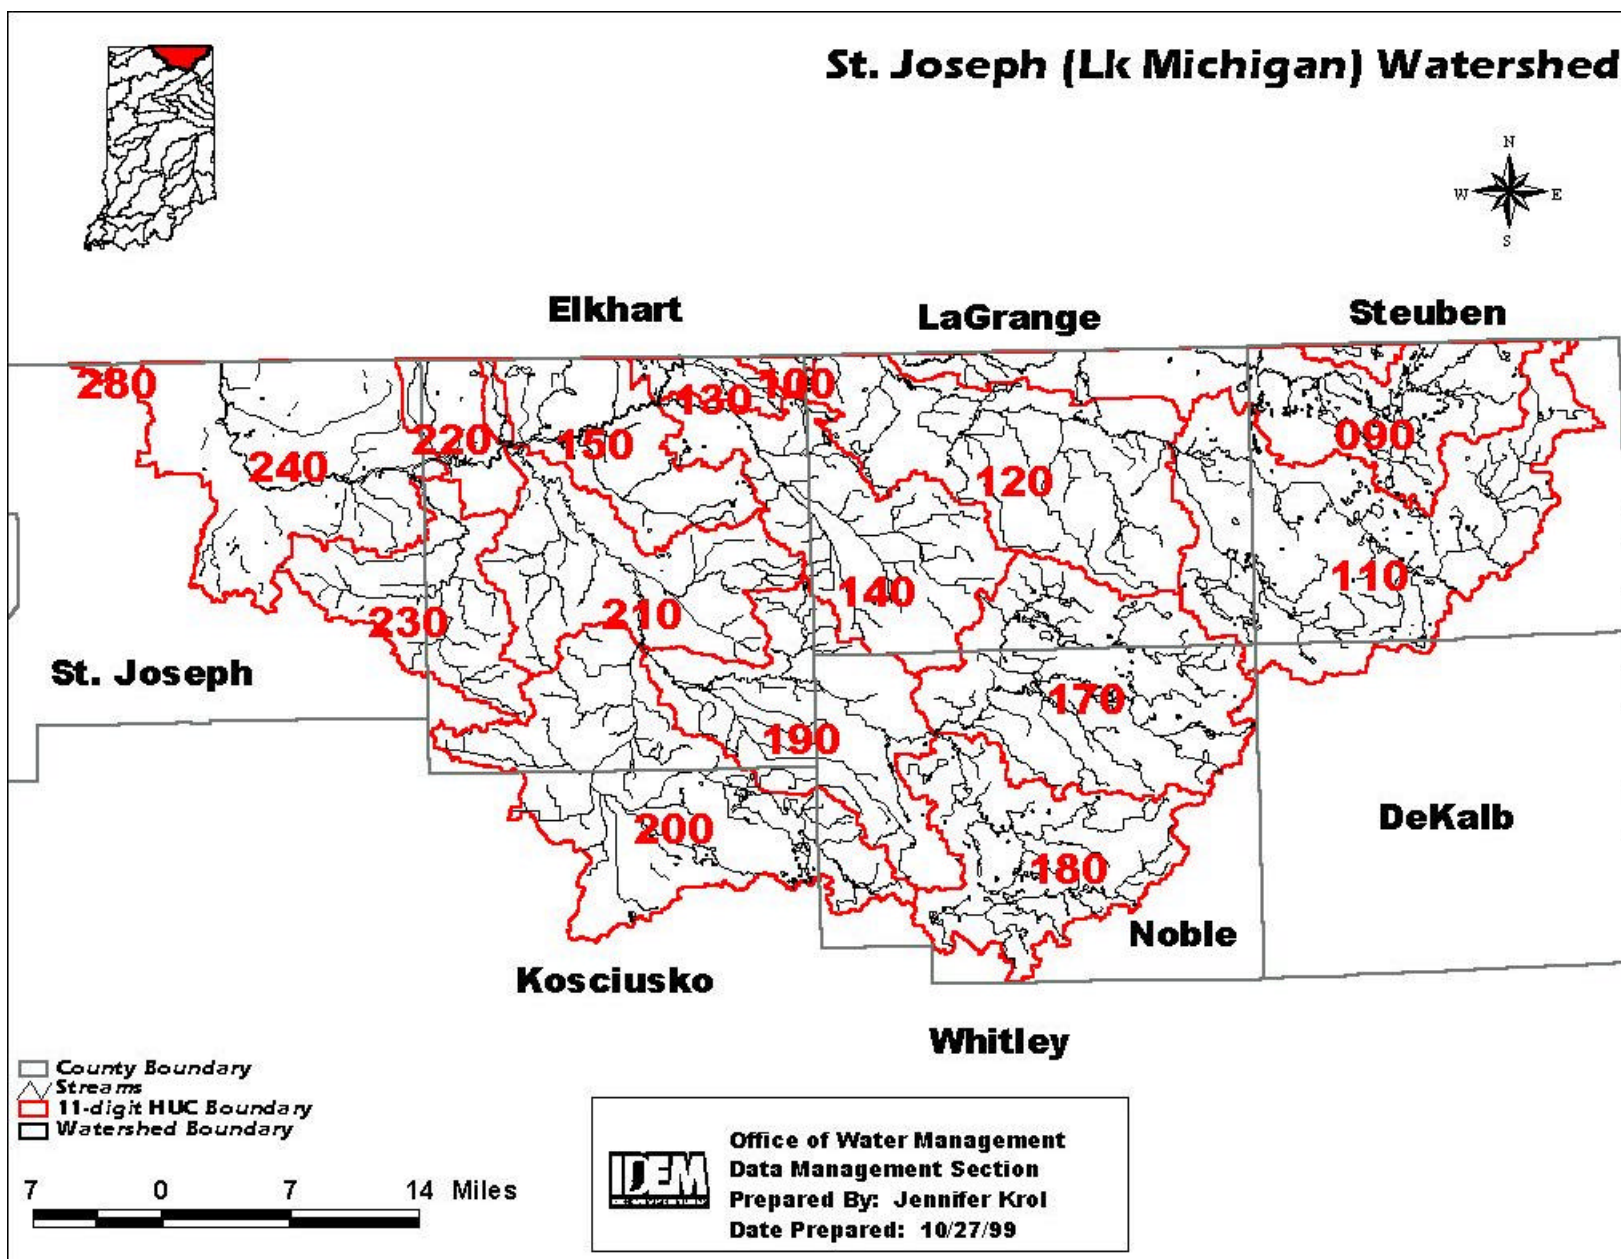 St. Joseph (Lk Michigan) Watershed
N
W E
S
Elkhart
LaGrange
Steuben
280
130
100
220
150
090
240
120
110
140
210
230
St. Joseph
170
190
200
DeKalb
180
Noble
Kosciusko
Whitley
County Boundary
Streams
11-digit HUC Boundary
Watershed Boundary
7 0 7 14 Miles
IDEM
Office of Water Management
Data Management Section
Prepared By: Jennifer Krol
Date Prepared: 10/27/99